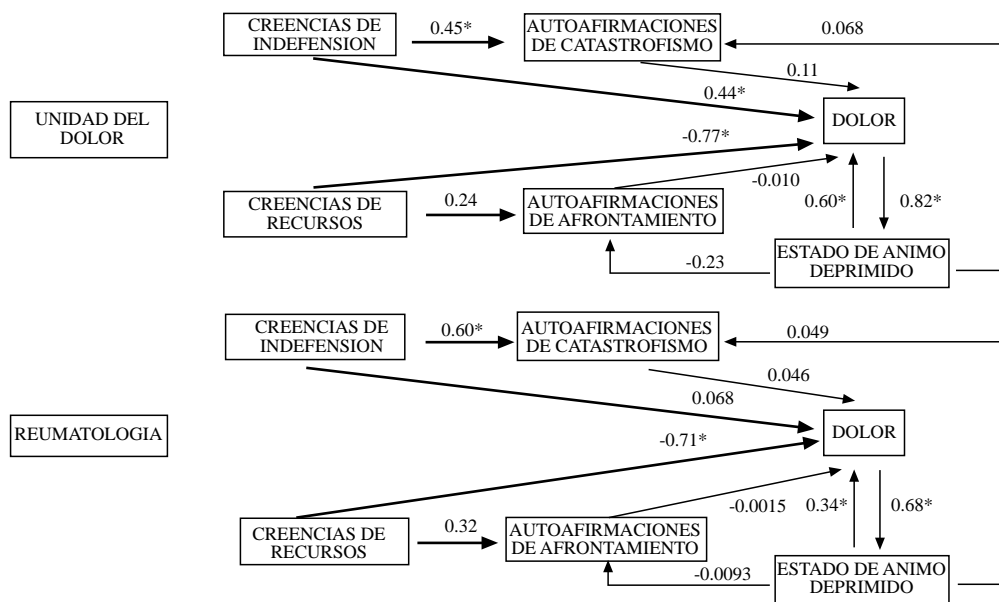 CREENCIAS DE
INDEFENSION
0.45*
AUTOAFIRMACIONES
DE CATASTROFISMO
0.068
0.11
0.44*
UNIDAD DEL
DOLOR
DOLOR
-0.77*
-0.010
CREENCIAS DE
RECURSOS
0.24
AUTOAFIRMACIONES
DE AFRONTAMIENTO
0.60*
0.82*
-0.23
ESTADO DE ANIMO
DEPRIMIDO
CREENCIAS DE
INDEFENSION
0.60*
AUTOAFIRMACIONES
DE CATASTROFISMO
0.049
0.046
0.068
REUMATOLOGIA
DOLOR
-0.71*
-0.0015
0.34*
0.68*
CREENCIAS DE
RECURSOS
0.32
AUTOAFIRMACIONES
DE AFRONTAMIENTO
-0.0093
ESTADO DE ANIMO
DEPRIMIDO